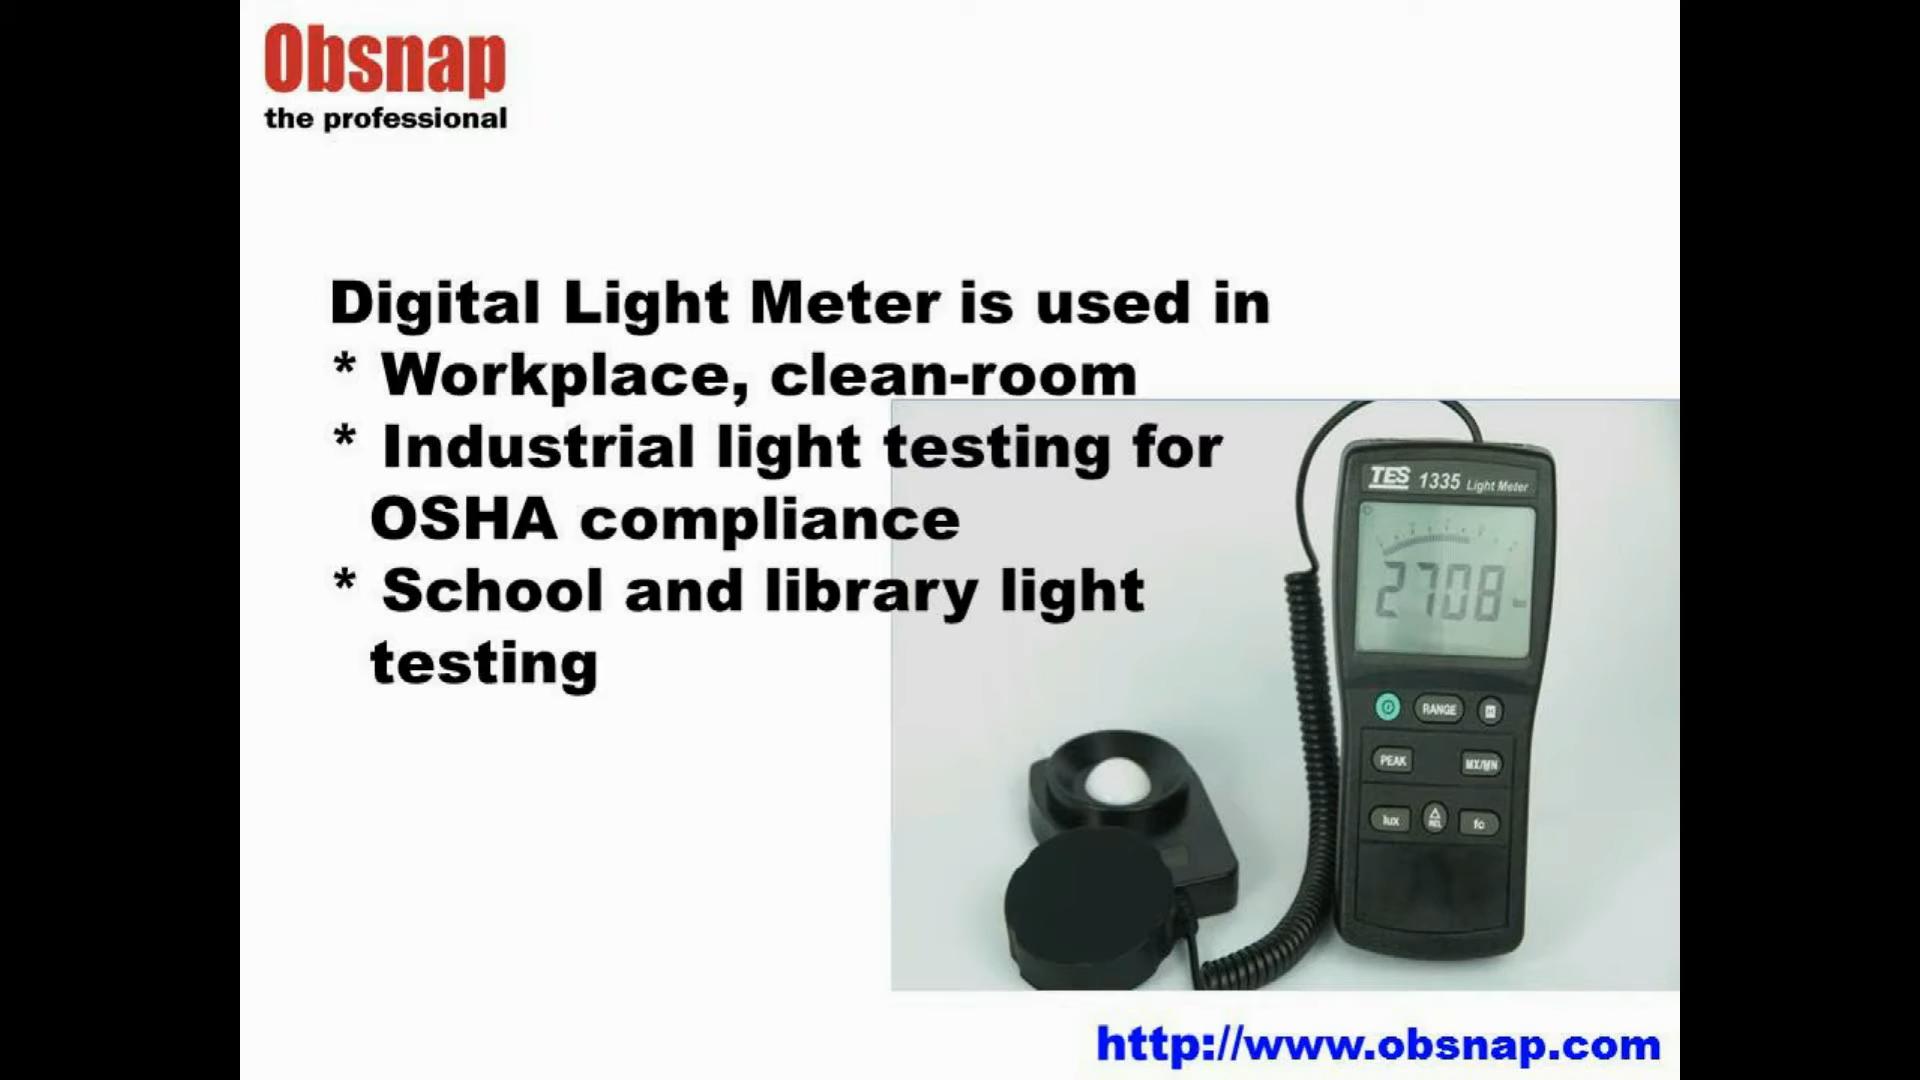 Obsnap
the professional
Digital Light Meter is used in
* Workplace, clean-room
* Industrial light testing for
OSHA compliance
* School and library light
testing
TES 1335 Light Meter
2708
RANGE
H
PEAK
MX/MN
REL
lux
fc
http://www.obsnap.com